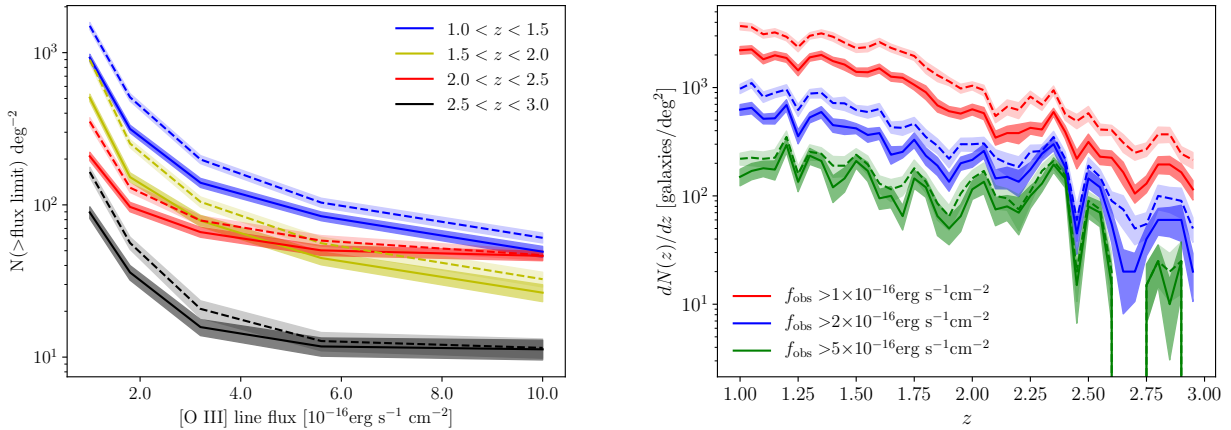 10³
10²
10¹
N(>flux limit) deg⁻²
2.0 4.0 6.0 8.0 10.0
[O III] line flux [10⁻¹⁶erg s⁻¹ cm⁻²]
1.0 < z < 1.5
1.5 < z < 2.0
2.0 < z < 2.5
2.5 < z < 3.0
10³
10²
10¹
dN(z)/dz [galaxies/deg²]
f_obs >1×10⁻¹⁶erg s⁻¹cm⁻²
f_obs >2×10⁻¹⁶erg s⁻¹cm⁻²
f_obs >5×10⁻¹⁶erg s⁻¹cm⁻²
1.00 1.25 1.50 1.75 2.00 2.25 2.50 2.75 3.00
z